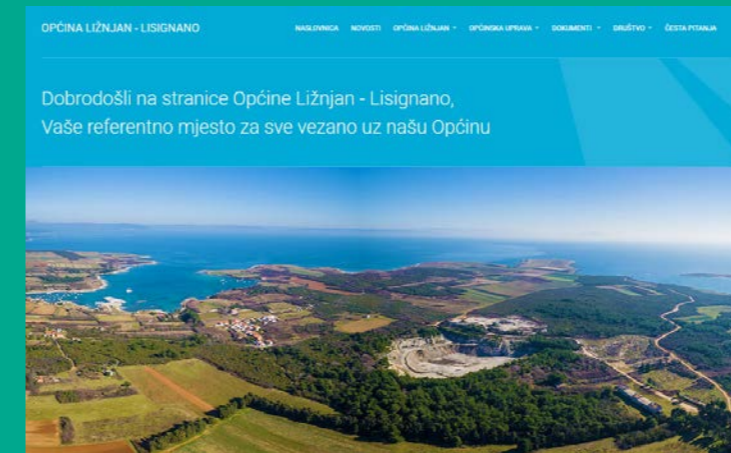 OPĆINA LIŽNJAN - LISIGNANO
NASLOVNICA NOVOSTI OPĆINA LIŽNJAN OPĆINSKA UPRAVA DOKUMENTI DRUŠTVO ČESTA PITANJA
Dobrodošli na stranice Općine Ližnjan - Lisignano,
Vaše referentno mjesto za sve vezano uz našu Općinu